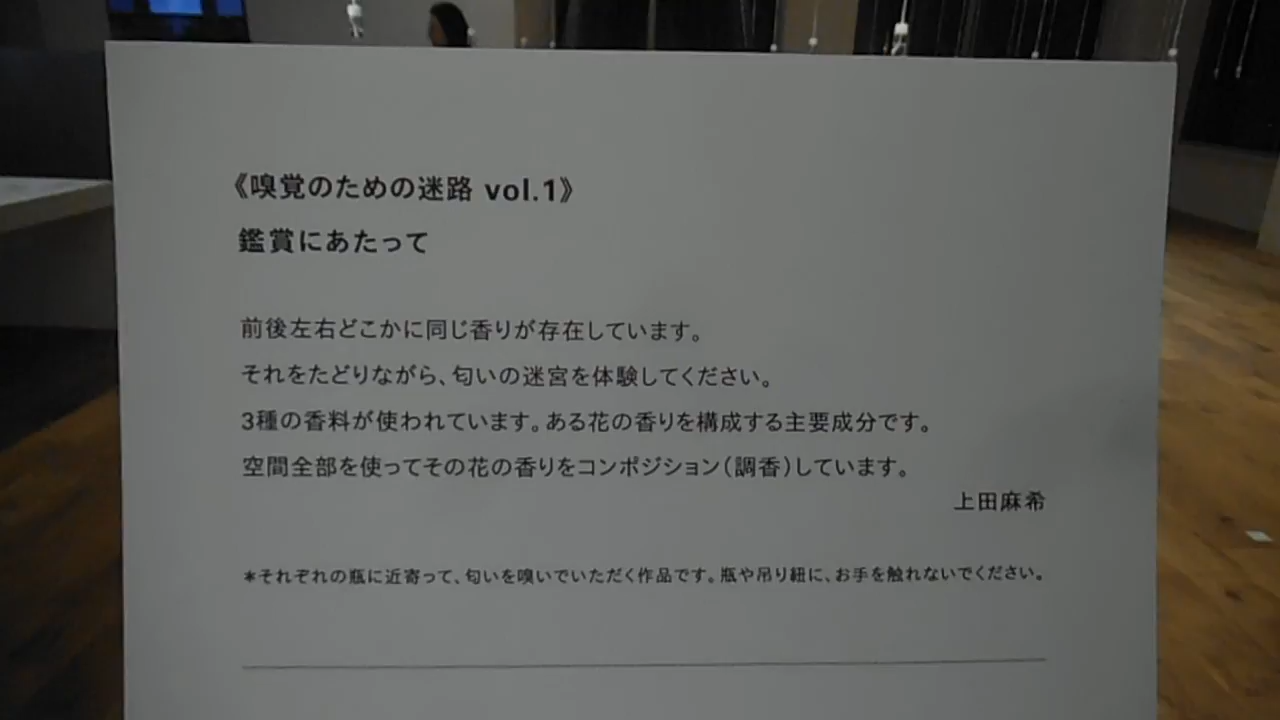 《嗅覚のための迷路 vol.1》
鑑賞にあたって
前後左右どこかに同じ香りが存在しています。
それをたどりながら、匂いの迷宮を体験してください。
3種の香料が使われています。ある花の香りを構成する主要成分です。
空間全部を使ってその花の香りをコンポジション(調香)しています。
上田麻希
*それぞれの瓶に近寄って、匂いを嗅いでいただく作品です。瓶や吊り紐に、お手を触れないでください。